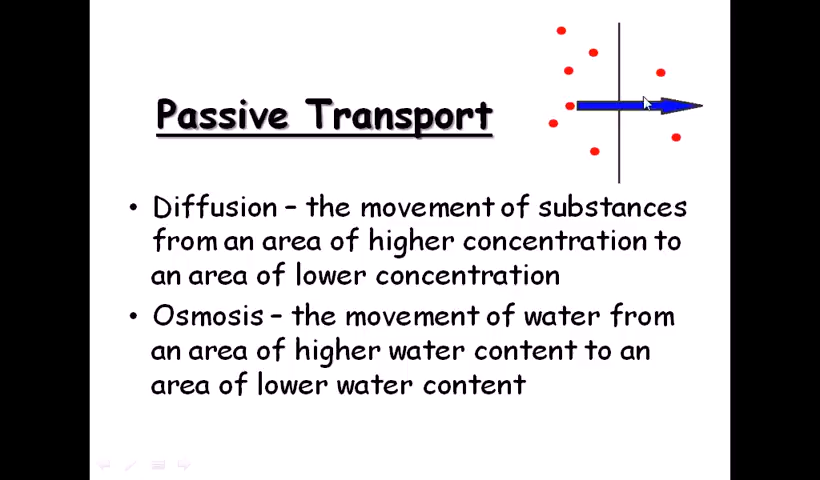 Passive Transport
• Diffusion – the movement of substances
from an area of higher concentration to
an area of lower concentration
• Osmosis – the movement of water from
an area of higher water content to an
area of lower water content